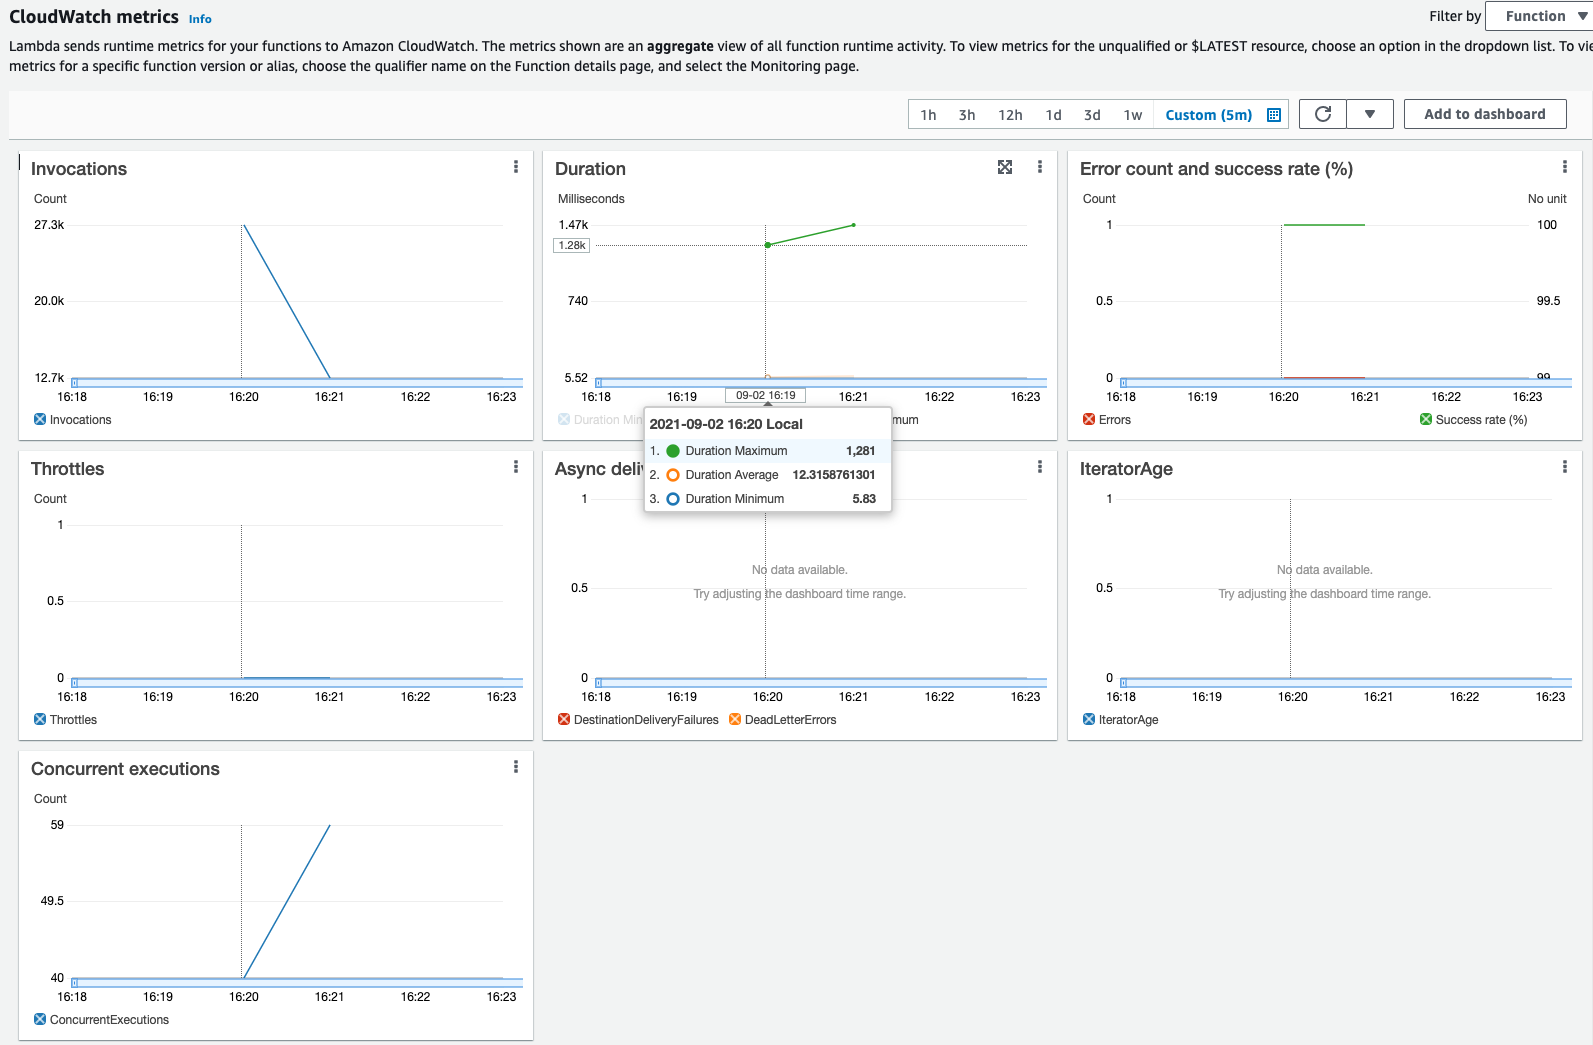 CloudWatch metrics Info
Filter by Function
Lambda sends runtime metrics for your functions to Amazon CloudWatch. The metrics shown are an aggregate view of all function runtime activity. To view metrics for the unqualified or $LATEST resource, choose an option in the dropdown list. To
metrics for a specific function version or alias, choose the qualifier name on the Function details page, and select the Monitoring page.
1h 3h 12h 1d 3d 1w Custom (5m) Add to dashboard
Invocations
Count
27.3k
20.0k
12.7k
16:18 16:19 16:20 16:21 16:22 16:23
Invocations
Duration
Milliseconds
1.47k
1.28k
740
5.52
16:18 16:19 09-02 16:19 16:21 16:22 16:23
Duration
2021-09-02 16:20 Local
1. Duration Maximum 1,281
2. Duration Average 12.3158761301
3. Duration Minimum 5.83
Error count and success rate (%)
Count No unit
1 100
0.5 99.5
0 99
16:18 16:19 16:20 16:21 16:22 16:23
Errors Success rate (%)
Throttles
Count
1
0.5
0
16:18 16:19 16:20 16:21 16:22 16:23
Throttles
Async
1
No data available.
0.5
Try adjusting the dashboard time range.
0
16:18 16:19 16:20 16:21 16:22 16:23
DestinationDeliveryFailures DeadLetterErrors
IteratorAge
1
No data available.
0.5
Try adjusting the dashboard time range.
0
16:18 16:19 16:20 16:21 16:22 16:23
IteratorAge
Concurrent executions
Count
59
49.5
40
16:18 16:19 16:20 16:21 16:22 16:23
ConcurrentExecutions